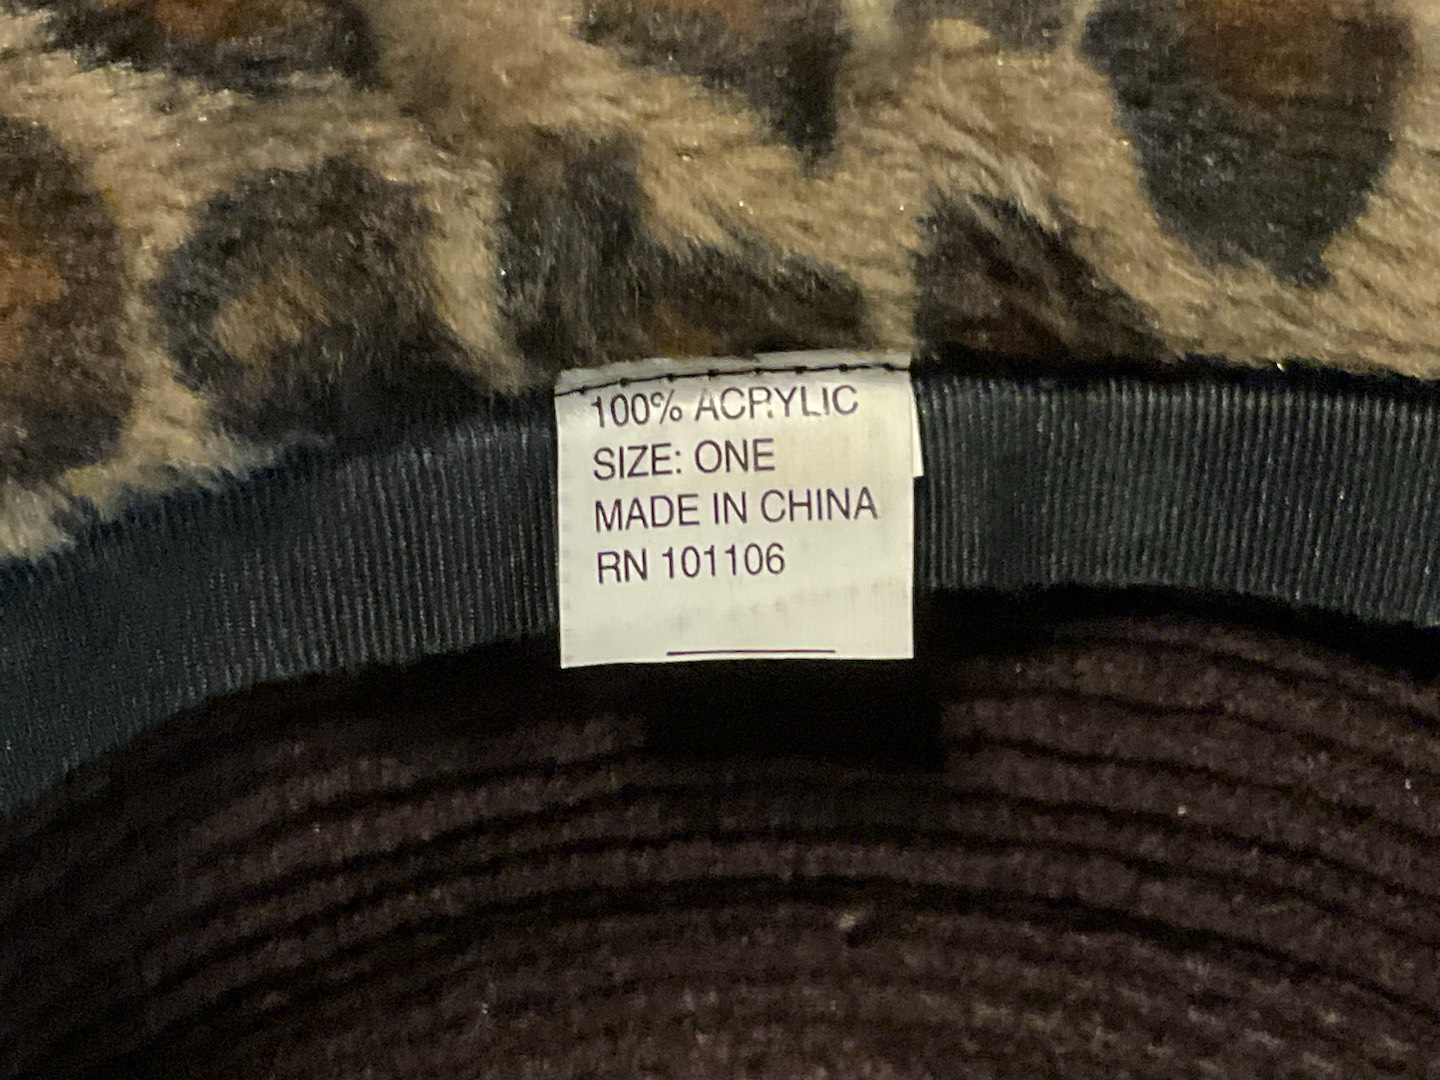 100% ACRYLIC
SIZE: ONE
MADE IN CHINA
RN 101106